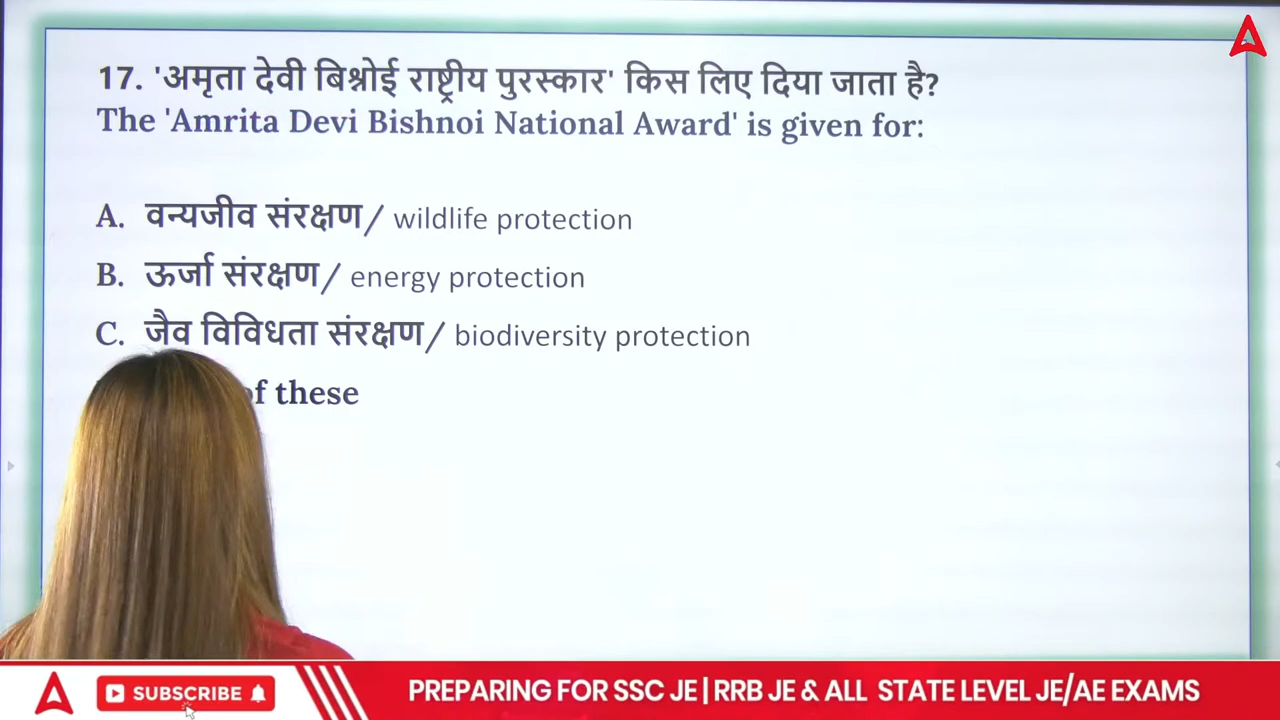 17. 'अमृता देवी बिश्नोई राष्ट्रीय पुरस्कार' किस लिए दिया जाता है?
The 'Amrita Devi Bishnoi National Award' is given for:
A. वन्यजीव संरक्षण/ wildlife protection
B. ऊर्जा संरक्षण/ energy protection
C. जैव विविधता संरक्षण/ biodiversity protection
of these
SUBSCRIBE
PREPARING FOR SSC JE | RRB JE & ALL STATE LEVEL JE/AE EXAMS